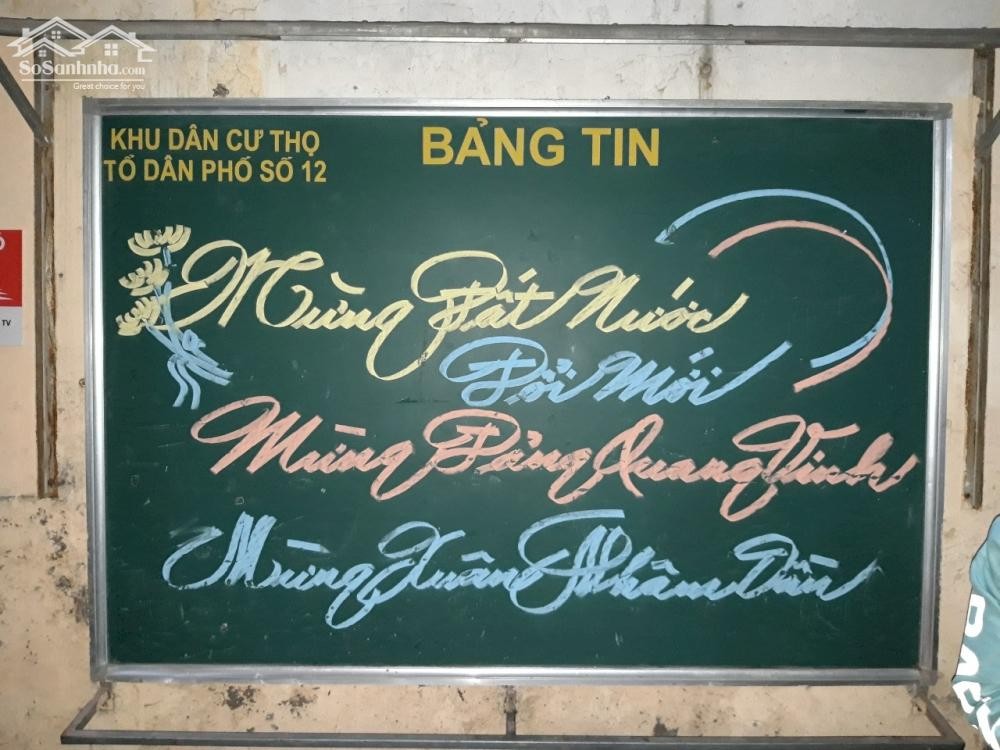 SoSanhnha.com
Great choice for you
KHU DÂN CƯ THỌ
TỔ DÂN PHỐ SỐ 12
BẢNG TIN
Mừng Đất Nước
Đổi Mới
Mừng Đảng Quang Vinh
Mừng Xuân Nhâm Dần
TV